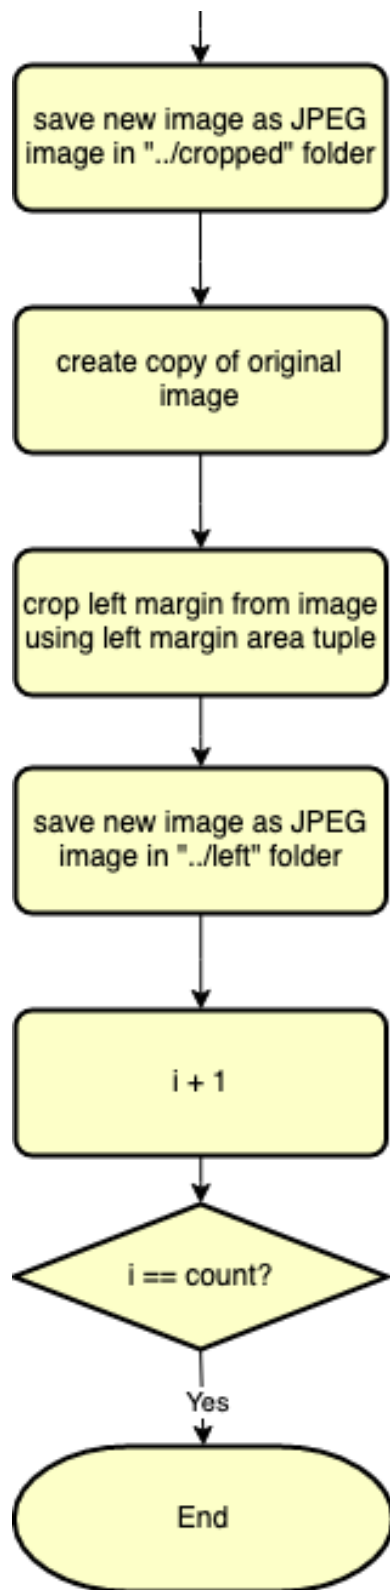 save new image as JPEG
image in "../cropped" folder
create copy of original
image
crop left margin from image
using left margin area tuple
save new image as JPEG
image in "../left" folder
i + 1
i == count?
Yes
End